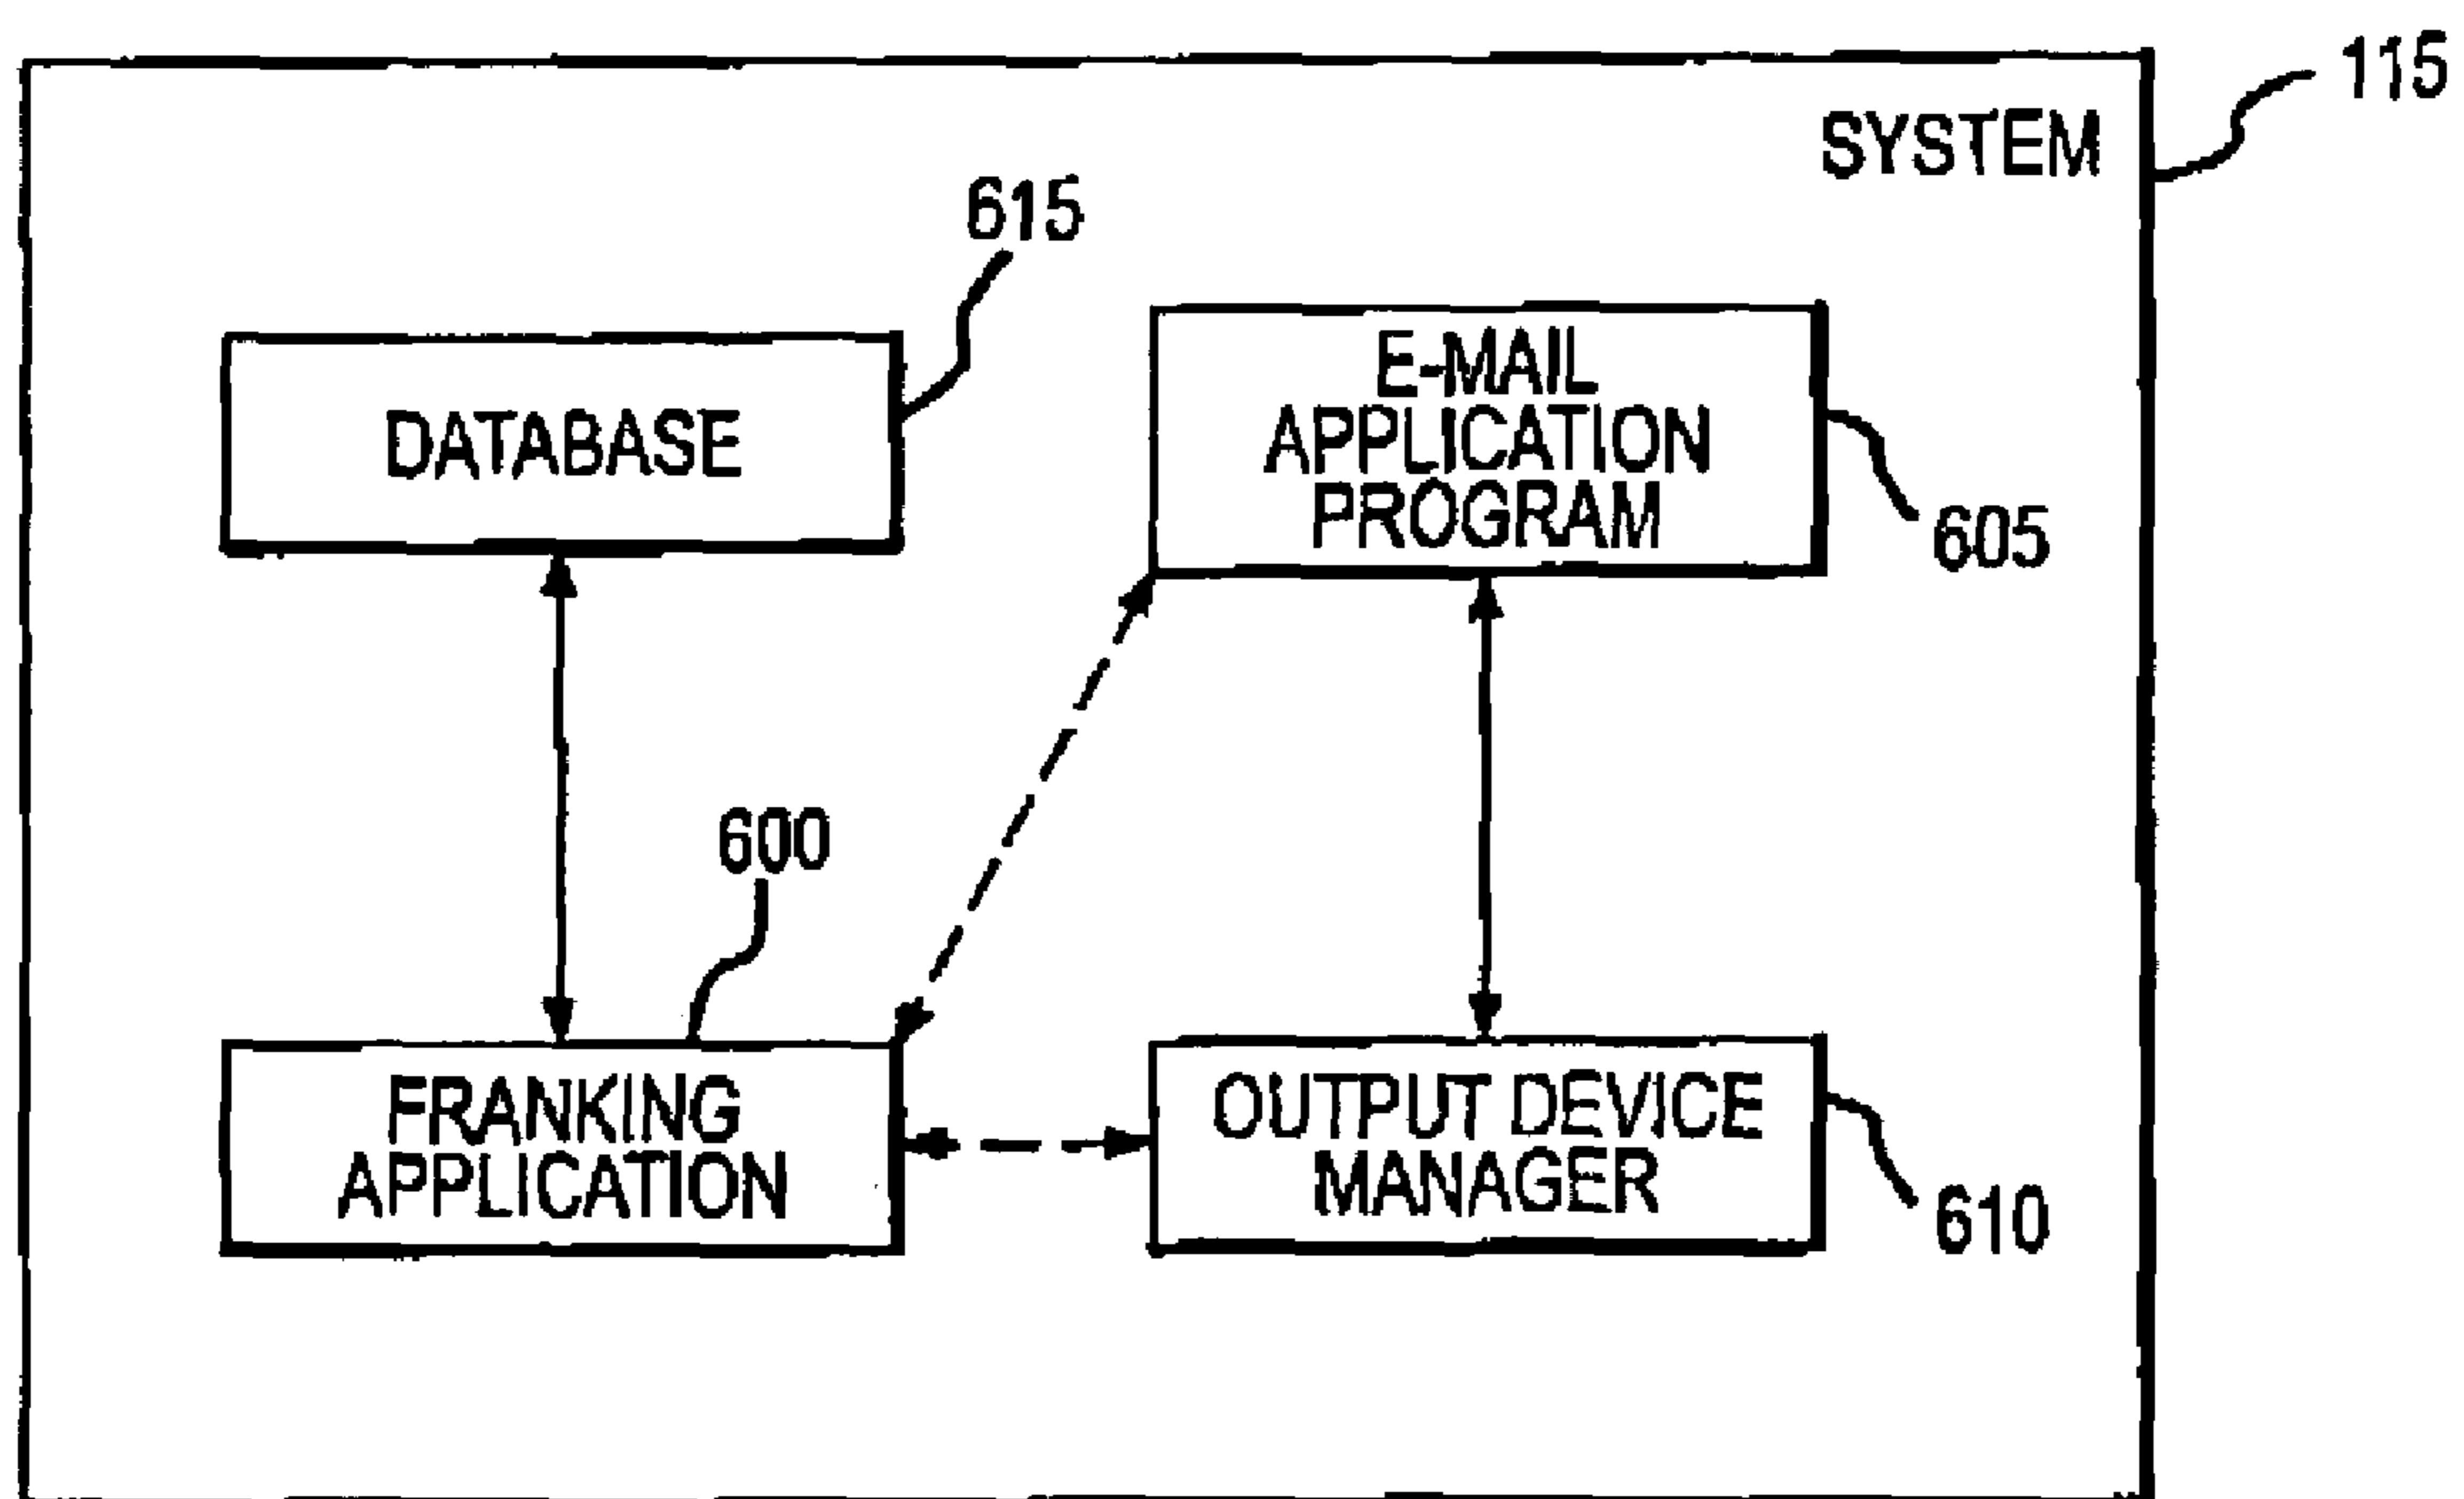 115
SYSTEM
615
DATABASE
E-MAIL
APPLICATION
PROGRAM
605
600
FRANKING
APPLICATION
OUTPUT DEVICE
MANAGER
610